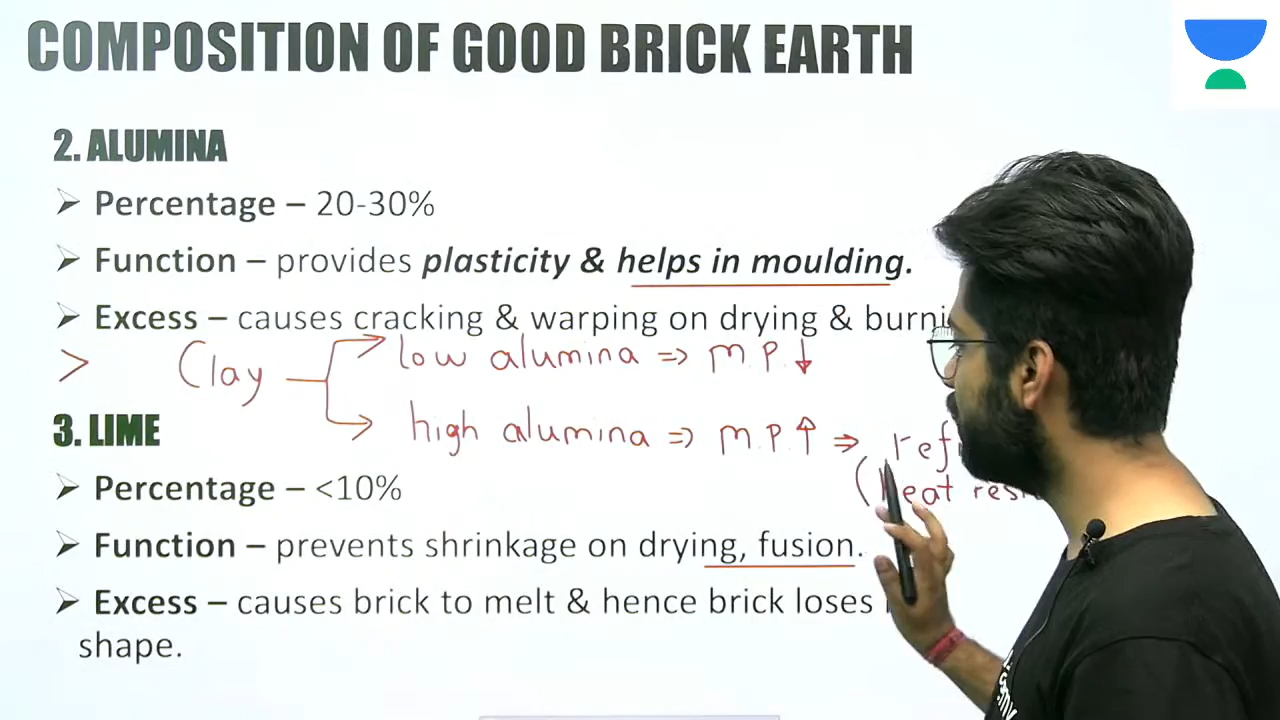 COMPOSITION OF GOOD BRICK EARTH
2. ALUMINA
➢ Percentage – 20-30%
➢ Function – provides plasticity & helps in moulding.
➢ Excess – causes cracking & warping on drying &
> Clay
low alumina ⇒ M.P.↓
high alumina ⇒ M.P.↑ ⇒
3. LIME
(heat
➢ Percentage – <10%
➢ Function – prevents shrinkage on drying, fusion.
➢ Excess – causes brick to melt & hence brick loses
shape.